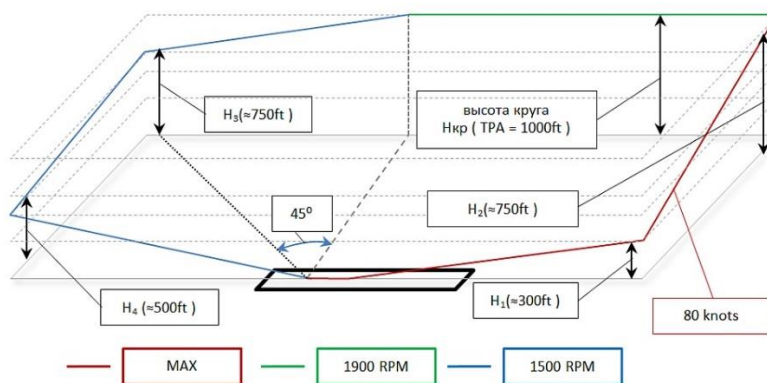 H₃(≈750ft )
высота круга
Нкр ( TPA = 1000ft )
45⁰
H₂(≈750ft )
H₄ (≈500ft )
H₁(≈300ft )
80 knots
MAX
1900 RPM
1500 RPM